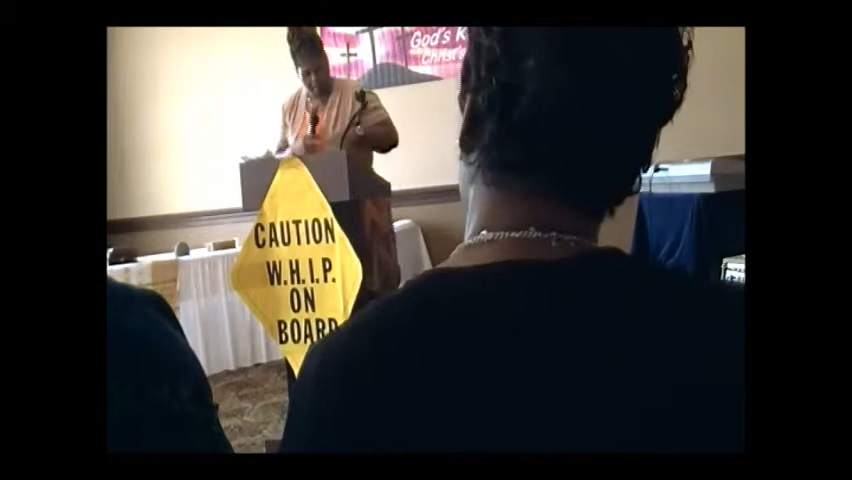 God's
Christ's
CAUTION
W.H.I.P.
ON
BOARD